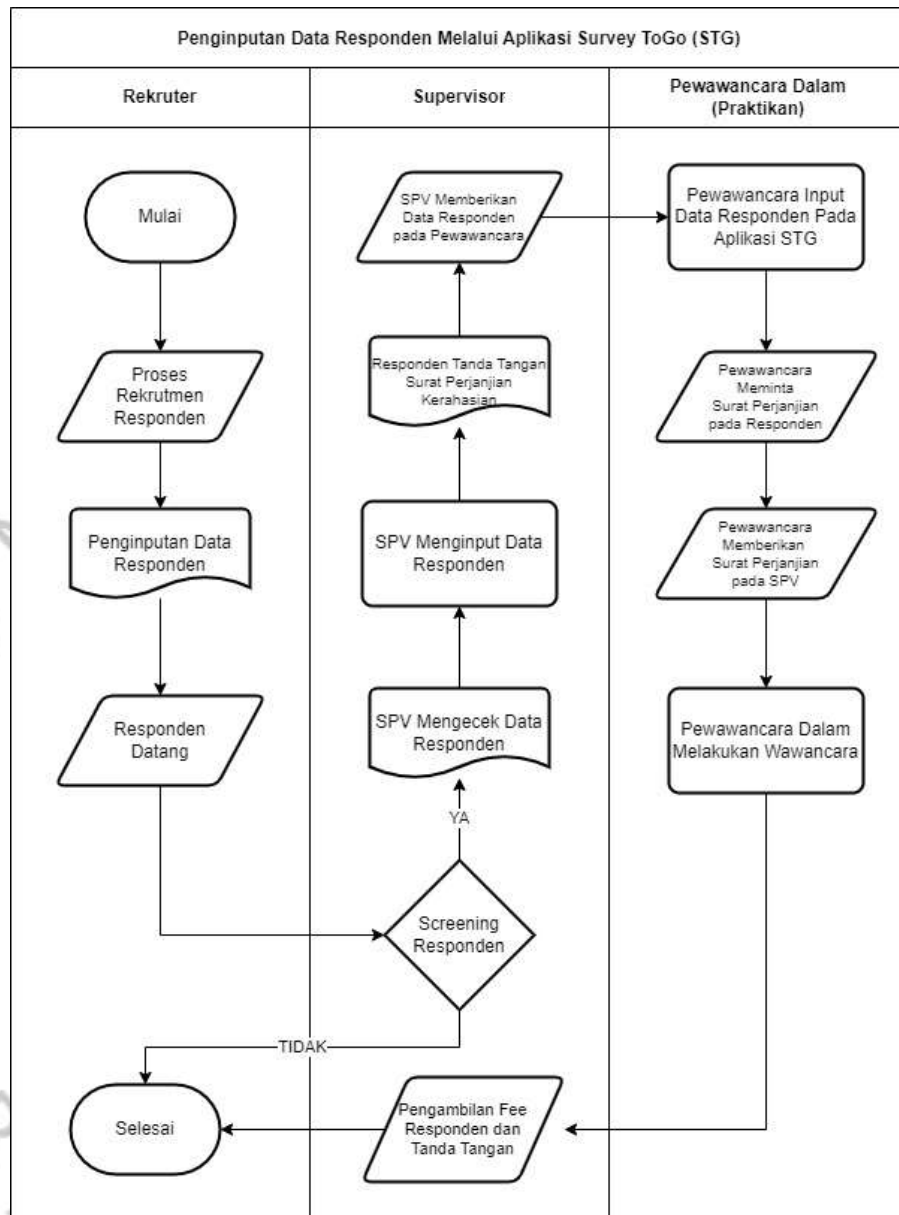 Penginputan Data Responden Melalui Aplikasi Survey ToGo (STG)
Rekruter
Supervisor
Pewawancara Dalam
(Praktikan)
Mulai
Proses
Rekrutmen
Responden
Penginputan Data
Responden
Responden
Datang
Selesai
SPV Memberikan
Data Responden
pada Pewawancara
Responden Tanda Tangan
Surat Perjanjian
Kerahasian
SPV Menginput Data
Responden
SPV Mengecek Data
Responden
YA
Screening
Responden
TIDAK
Pengambilan Fee
Responden dan
Tanda Tangan
Pewawancara Input
Data Responden Pada
Aplikasi STG
Pewawancara
Meminta
Surat Perjanjian
pada Responden
Pewawancara
Memberikan
Surat Perjanjian
pada SPV
Pewawancara Dalam
Melakukan Wawancara